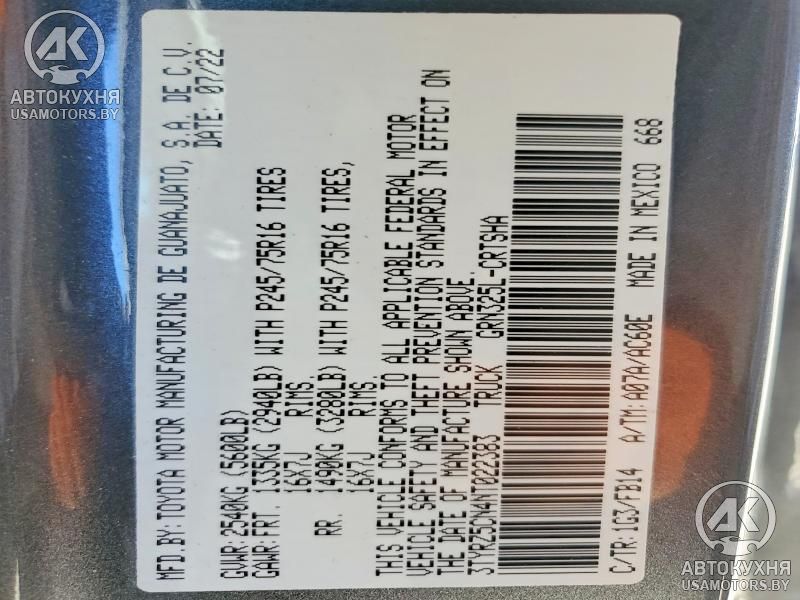 MFD.BY: TOYOTA MOTOR MANUFACTURING DE GUANAJUATO, S.A. DE C.V.
DATE: 07/22
GVWR: 2540KG (5600LB)
GAWR: FRT. 1335KG (2940LB) WITH P245/75R16 TIRES
16X7J RIMS,
RR. 1490KG (3280LB) WITH P245/75R16 TIRES,
16X7J RIMS.
THIS VEHICLE CONFORMS TO ALL APPLICABLE FEDERAL MOTOR
VEHICLE SAFETY AND THEFT PREVENTION STANDARDS IN EFFECT ON
THE DATE OF MANUFACTURE SHOWN ABOVE.
3TYRZ5CN4NT022383 TRUCK GRN325L-CRTSHA
C/TR: 1G3/FB14 A/TM: A07A/AC60E MADE IN MEXICO 668
АК
АВТОКУХНЯ
USAMOTORS.BY
АК
АВТОКУХНЯ
USAMOTORS.BY